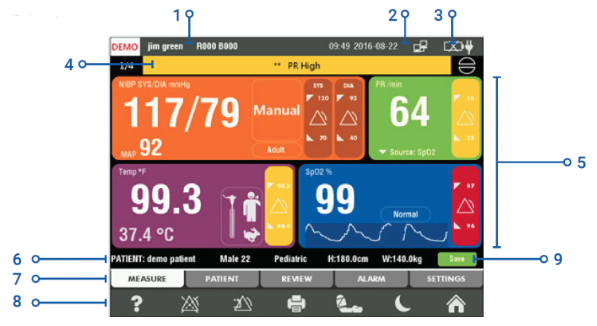 1 2 3
DEMO jim green R000 B000 09:49 2016-08-22
4 1/4 ** PR High
NIBP SYS/DIA mmHg SYS DIA PR /min
117/79 Manual 120 64
MAP 92 Adult 70 Source: SpO2
5
Temp °F SpO2 %
99.3 99 97
37.4 °C Normal 96
6 PATIENT: demo patient Male 22 Pediatric H:180.0cm W:140.0kg Save 9
7 MEASURE PATIENT REVIEW ALARM SETTINGS
8 ?